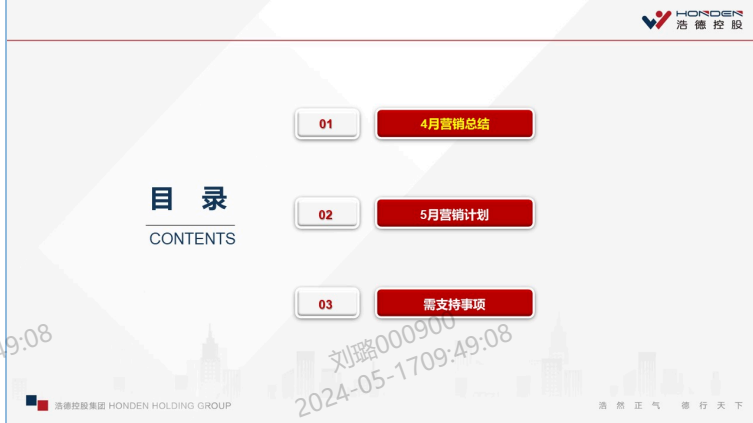 HONDEN
浩德控股
01
4月营销总结
目 录
CONTENTS
02
5月营销计划
03
需支持事项
49:08
刘璐000900
2024-05-1709:49:08
浩德控股集团 HONDEN HOLDING GROUP
浩然正气 德行天下